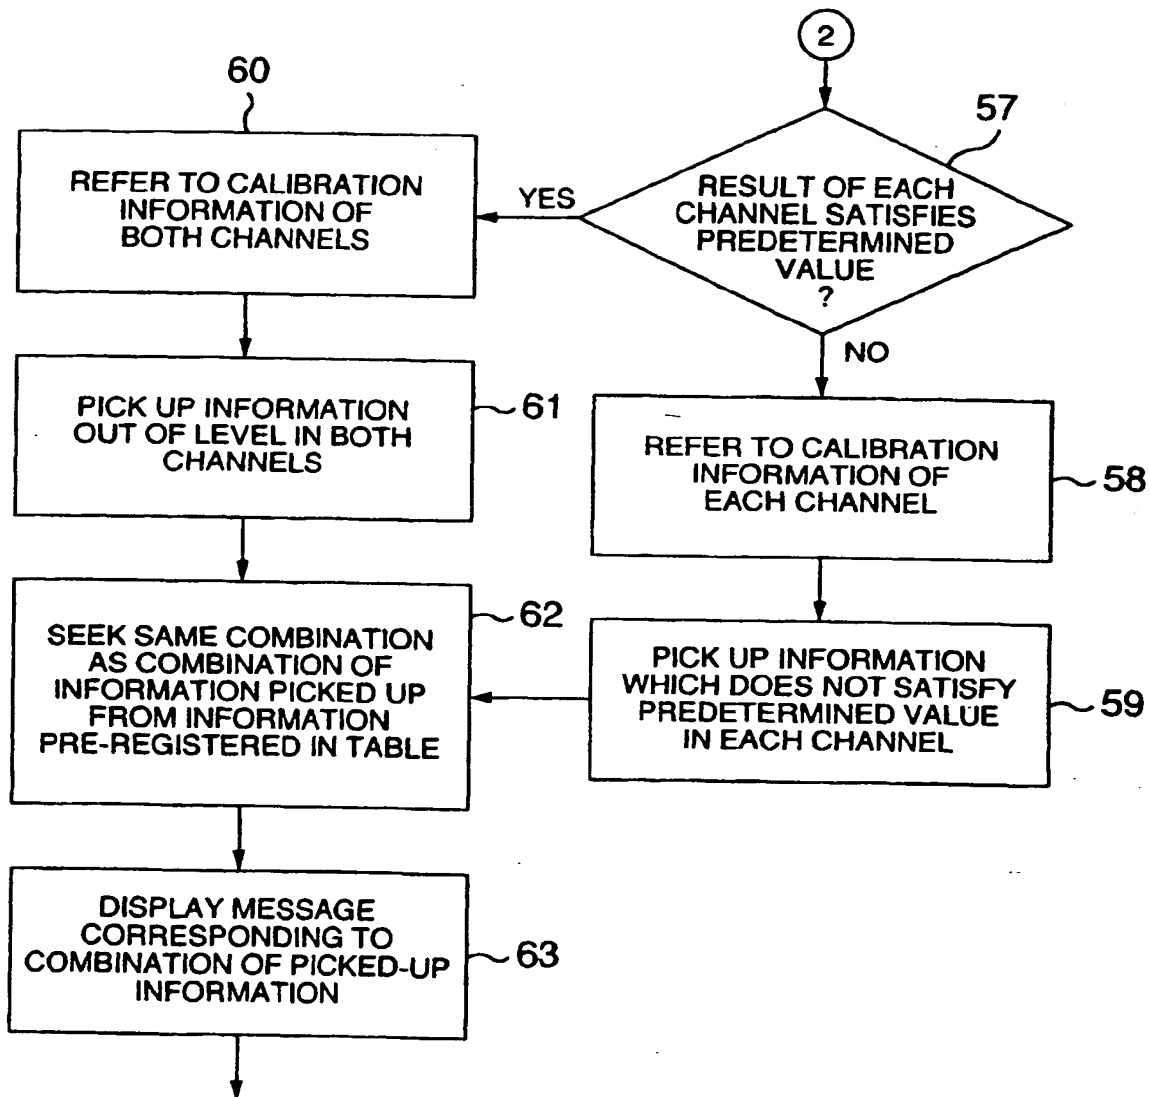 2
57
RESULT OF EACH
CHANNEL SATISFIES
PREDETERMINED
VALUE
?
YES
NO
60
REFER TO CALIBRATION
INFORMATION OF
BOTH CHANNELS
PICK UP INFORMATION
OUT OF LEVEL IN BOTH
CHANNELS
61
REFER TO CALIBRATION
INFORMATION OF
EACH CHANNEL
58
PICK UP INFORMATION
WHICH DOES NOT SATISFY
PREDETERMINED VALUE
IN EACH CHANNEL
59
SEEK SAME COMBINATION
AS COMBINATION OF
INFORMATION PICKED UP
FROM INFORMATION
PRE-REGISTERED IN TABLE
62
DISPLAY MESSAGE
CORRESPONDING TO
COMBINATION OF PICKED-UP
INFORMATION
63